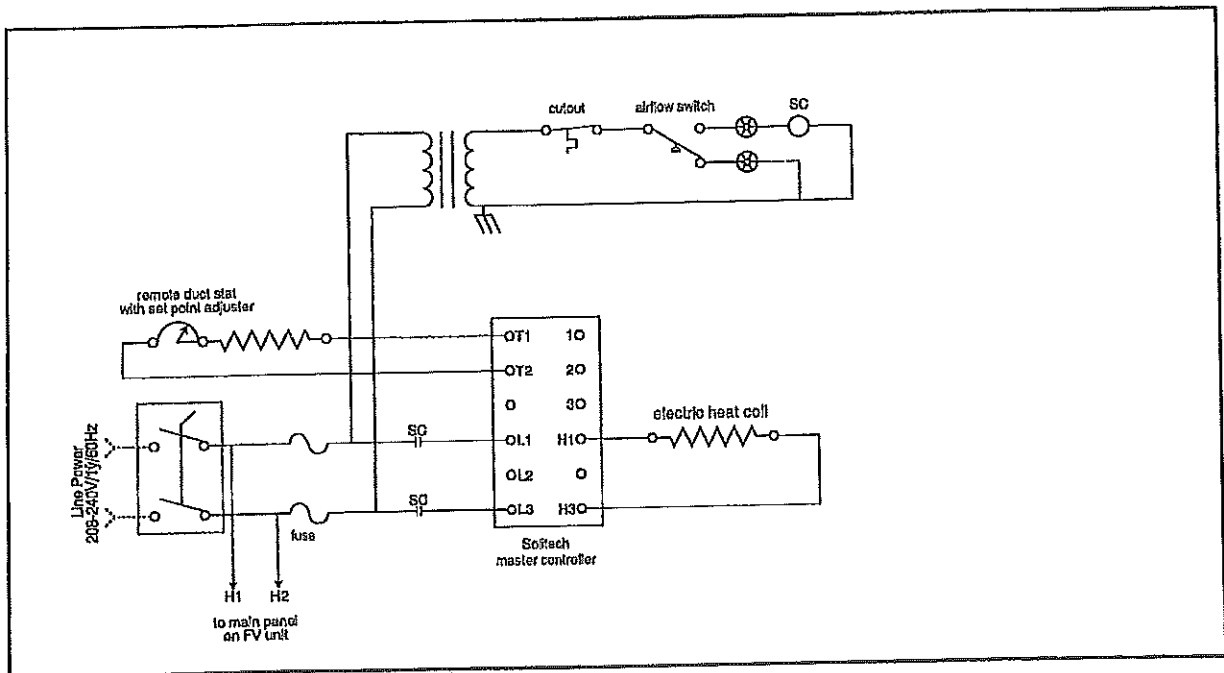 cutout
airflow switch
SC
remote duct stat
with set point adjuster
OT1
1O
OT2
2O
O
3O
electric heat coil
SC
OL1
H1O
OL2
O
SC
OL3
H3O
Line Power
208-240V/1ÿ/60Hz
fuse
master controller
H1
H2
to main panel
on FV unit